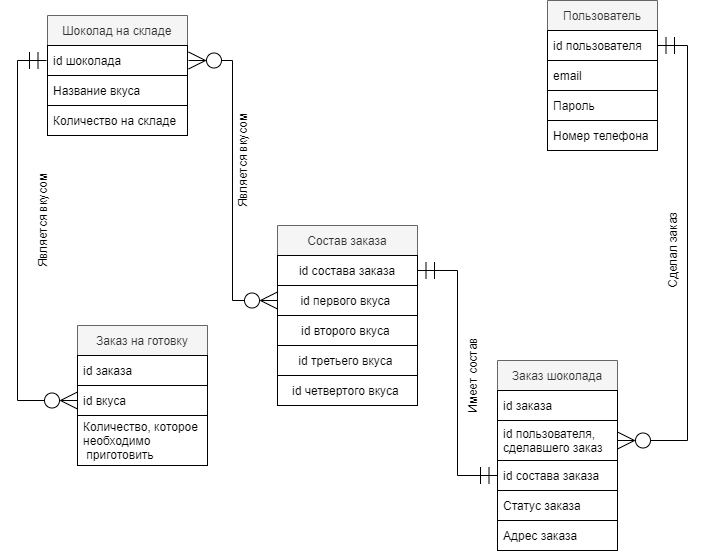 Шоколад на складе
id шоколада
Название вкуса
Количество на складе
Является вкусом
Является вкусом
Пользователь
id пользователя
email
Пароль
Номер телефона
Сделал заказ
Состав заказа
id состава заказа
id первого вкуса
id второго вкуса
id третьего вкуса
id четвертого вкуса
Имеет состав
Заказ на готовку
id заказа
id вкуса
Количество, которое
необходимо
приготовить
Заказ шоколада
id заказа
id пользователя,
сделавшего заказ
id состава заказа
Статус заказа
Адрес заказа